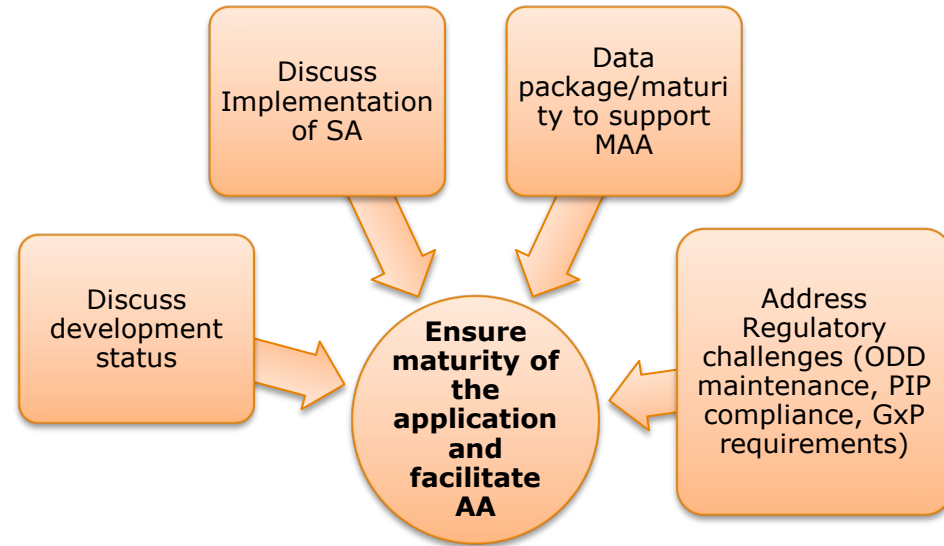 Discuss
Implementation
of SA
Data
package/maturi
ty to support
MAA
Discuss
development
status
Address
Regulatory
challenges (ODD
maintenance, PIP
compliance, GxP
requirements)
Ensure
maturity of
the
application
and
facilitate
AA